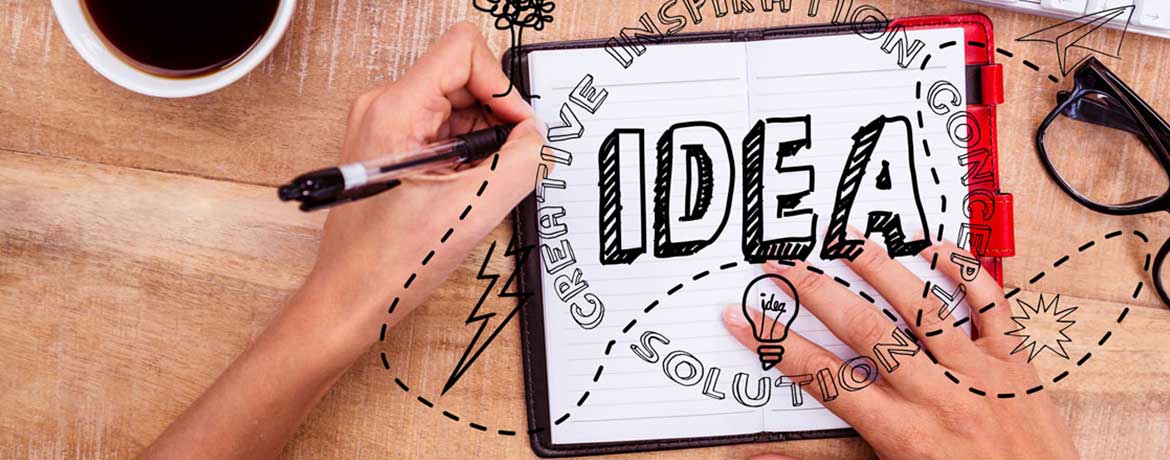 CREATIVE INSPIRATION CONCEPT
IDEA
idea
SOLUTION